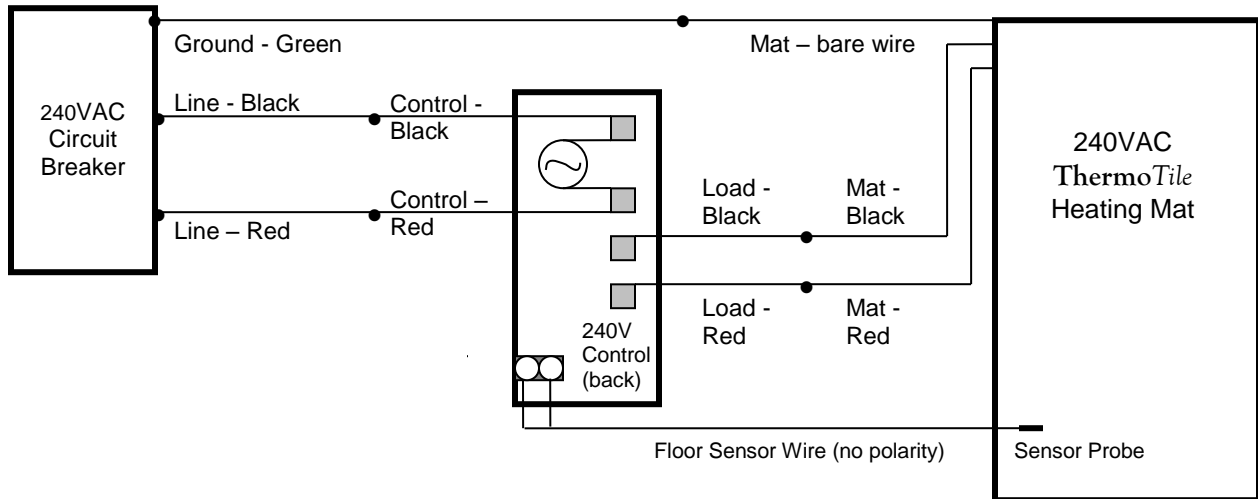 Ground - Green
Mat – bare wire
240VAC
Circuit
Breaker
Line - Black
Control -
Black
Line – Red
Control –
Red
240V
Control
(back)
Load -
Black
Mat -
Black
Load -
Red
Mat -
Red
240VAC
ThermoTile
Heating Mat
Floor Sensor Wire (no polarity)
Sensor Probe